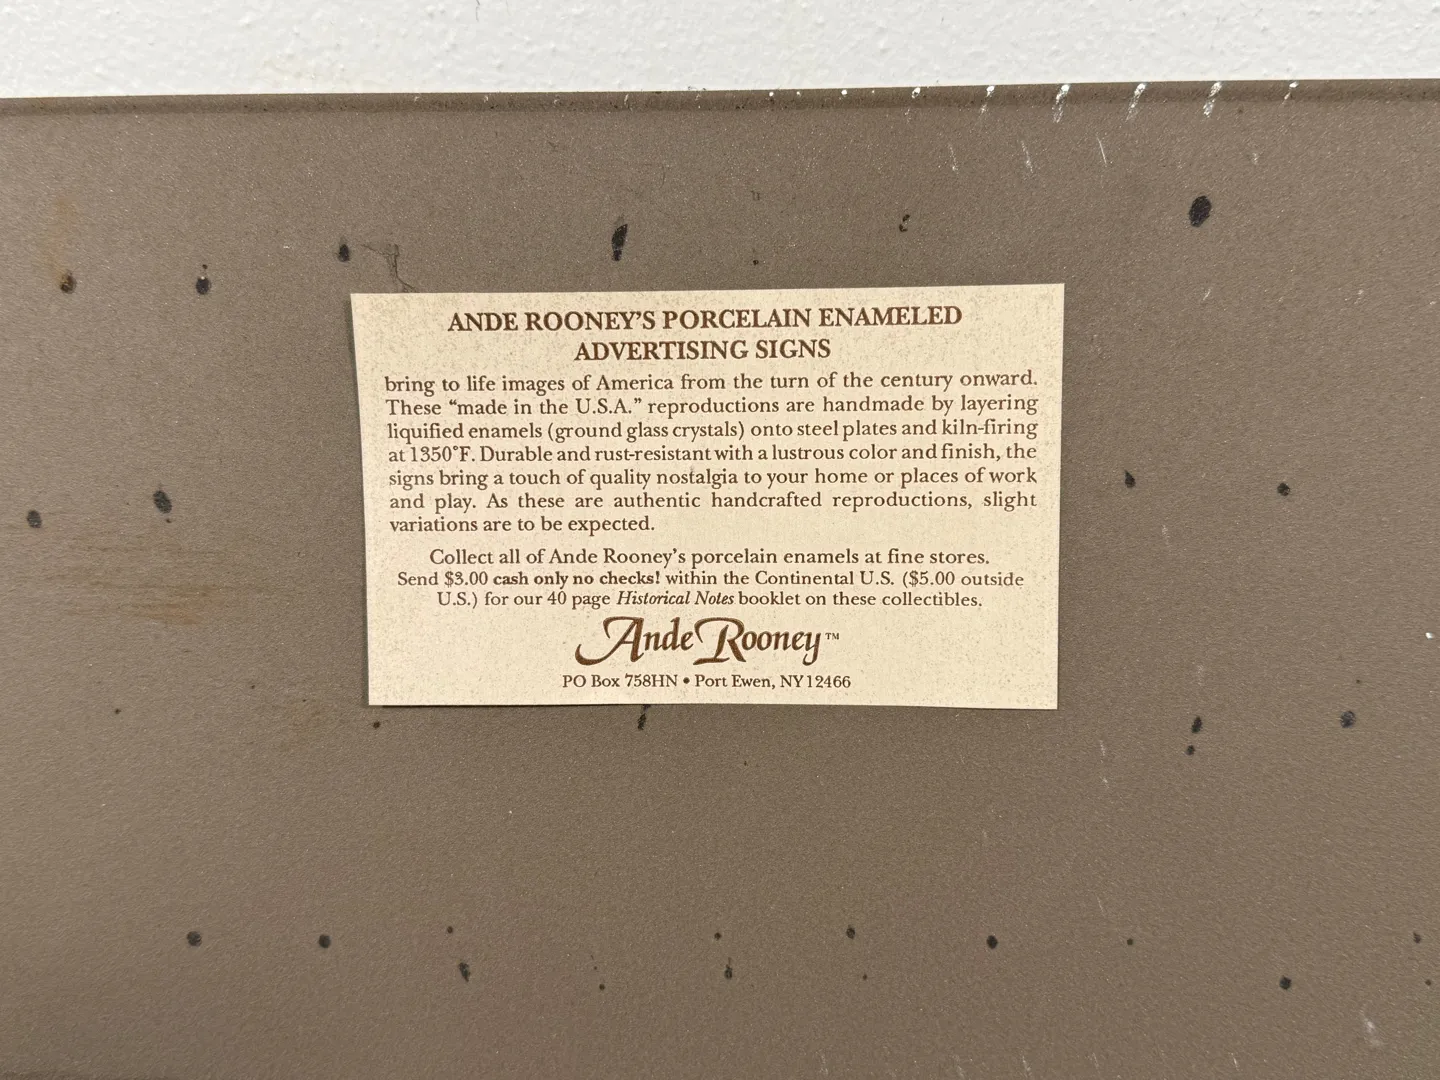 ANDE ROONEY'S PORCELAIN ENAMELED
ADVERTISING SIGNS
bring to life images of America from the turn of the century onward.
These “made in the U.S.A.” reproductions are handmade by layering
liquified enamels (ground glass crystals) onto steel plates and kiln-firing
at 1350°F. Durable and rust-resistant with a lustrous color and finish, the
signs bring a touch of quality nostalgia to your home or places of work
and play. As these are authentic handcrafted reproductions, slight
variations are to be expected.
Collect all of Ande Rooney's porcelain enamels at fine stores.
Send $3.00 cash only no checks! within the Continental U.S. ($5.00 outside
U.S.) for our 40 page Historical Notes booklet on these collectibles.
Ande Rooney™
PO Box 758HN • Port Ewen, NY 12466